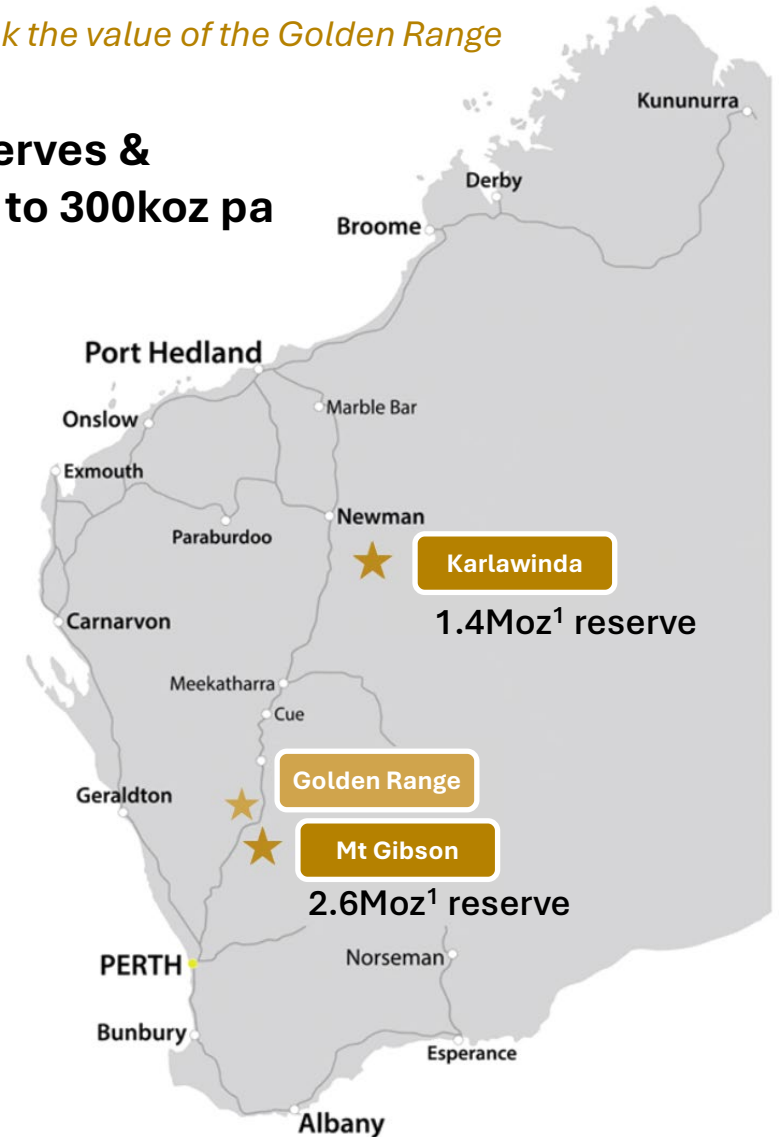 k the value of the Golden Range
erves &
to 300koz pa
Kununurra
Derby
Broome
Port Hedland
Marble Bar
Onslow
Exmouth
Newman
Paraburdoo
Karlawinda
1.4Moz¹ reserve
Carnarvon
Meekatharra
Cue
Golden Range
Geraldton
Mt Gibson
2.6Moz¹ reserve
PERTH
Norseman
Bunbury
Esperance
Albany